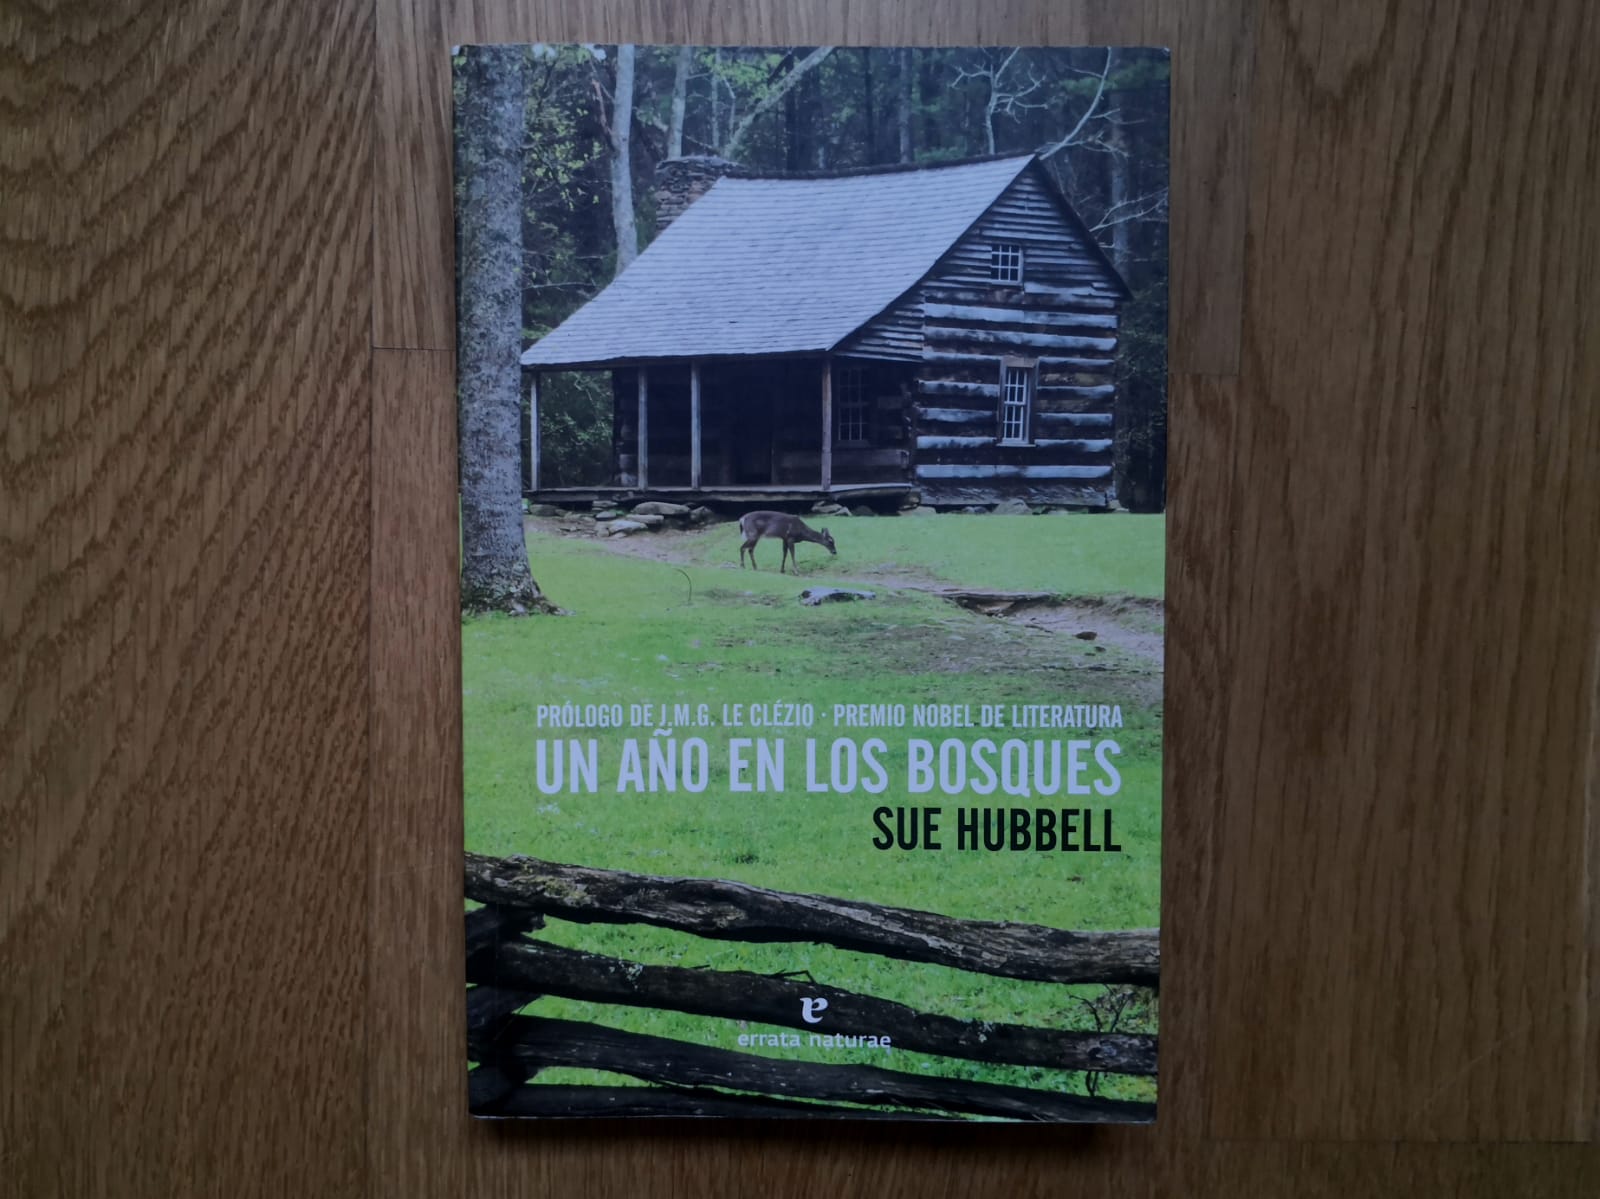 PRÓLOGO DE J.M.G. LE CLÉZIO · PREMIO NOBEL DE LITERATURA
UN AÑO EN LOS BOSQUES
SUE HUBBELL
e
errata naturae